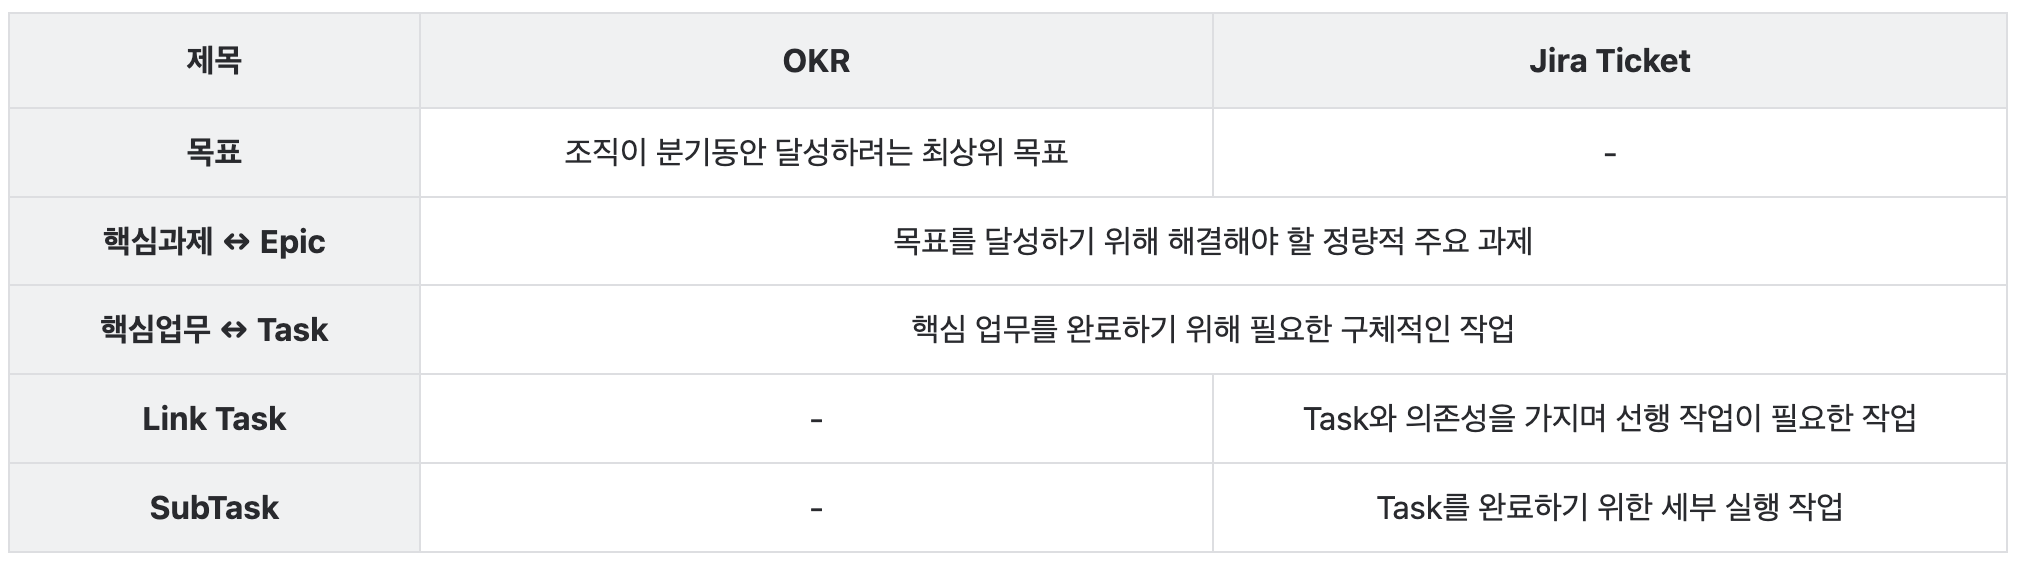 제목 OKR Jira Ticket
목표 조직이 분기동안 달성하려는 최상위 목표 -
핵심과제 ↔ Epic 목표를 달성하기 위해 해결해야 할 정량적 주요 과제
핵심업무 ↔ Task 핵심 업무를 완료하기 위해 필요한 구체적인 작업
Link Task - Task와 의존성을 가지며 선행 작업이 필요한 작업
SubTask - Task를 완료하기 위한 세부 실행 작업